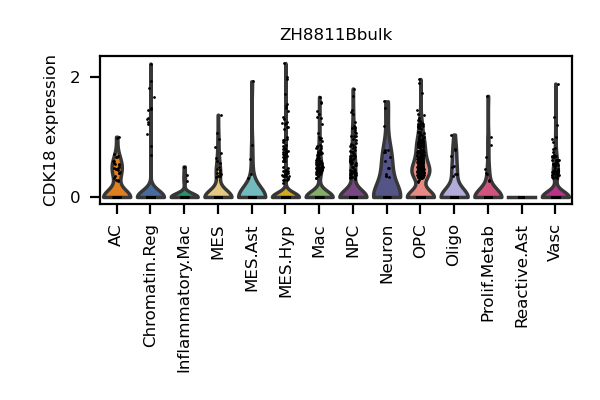 ZH8811Bbulk
CDK18 expression
2
0
AC
Chromatin.Reg
Inflammatory.Mac
MES
MES.Ast
MES.Hyp
Mac
NPC
Neuron
OPC
Oligo
Prolif.Metab
Reactive.Ast
Vasc